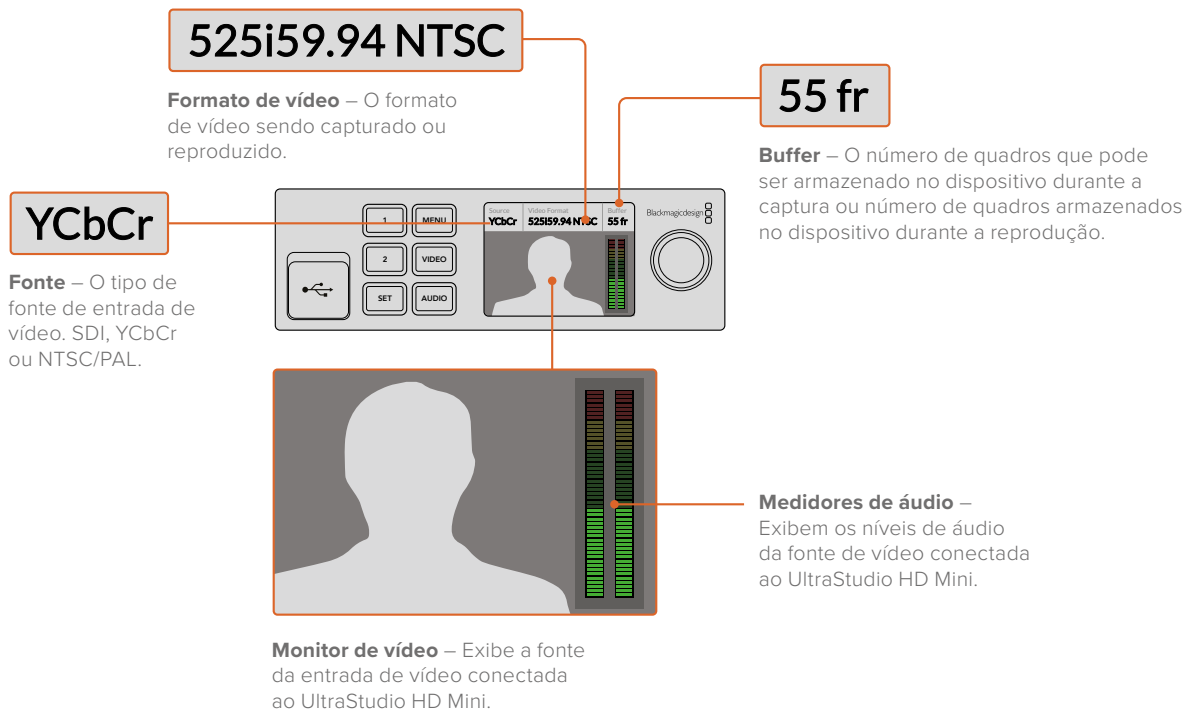 525i59.94 NTSC
Formato de vídeo – O formato
de vídeo sendo capturado ou
reproduzido.
55 fr
Buffer – O número de quadros que pode
ser armazenado no dispositivo durante a
captura ou número de quadros armazenados
no dispositivo durante a reprodução.
YCbCr
Fonte – O tipo de
fonte de entrada de
vídeo. SDI, YCbCr
ou NTSC/PAL.
1 MENU
2 VIDEO
SET AUDIO
Source Video Format Buffer
YCbCr 525i59.94 NTSC 55 fr
Blackmagicdesign
Medidores de áudio –
Exibem os níveis de áudio
da fonte de vídeo conectada
ao UltraStudio HD Mini.
Monitor de vídeo – Exibe a fonte
da entrada de vídeo conectada
ao UltraStudio HD Mini.